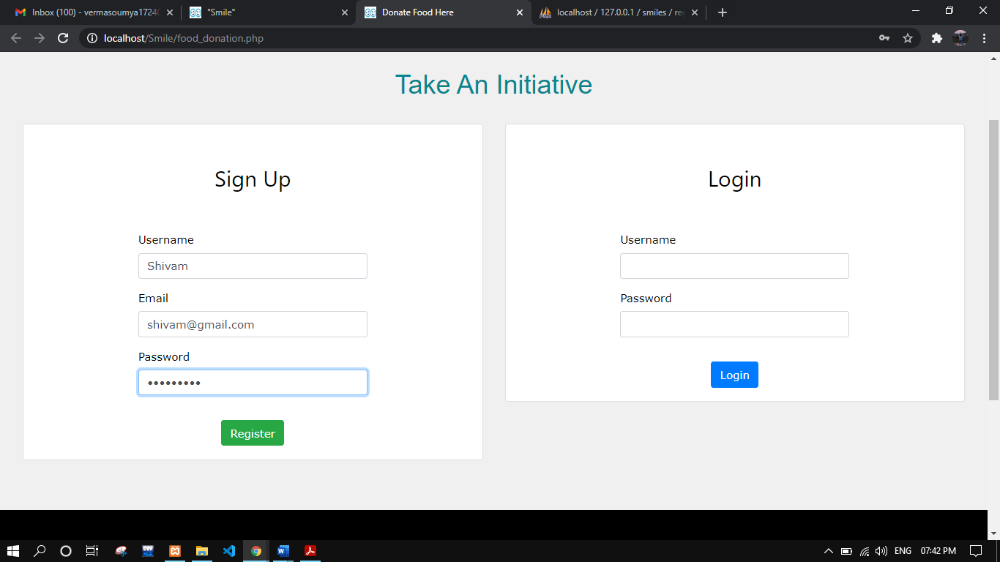 Inbox (100) - vermasoumya1724
"Smile"
Donate Food Here
localhost / 127.0.0.1 / smiles / re
localhost/Smile/food_donation.php
Take An Initiative
Sign Up
Username
Shivam
Email
shivam@gmail.com
Password
•••••••••
Register
Login
Username
Password
Login
ENG
07:42 PM